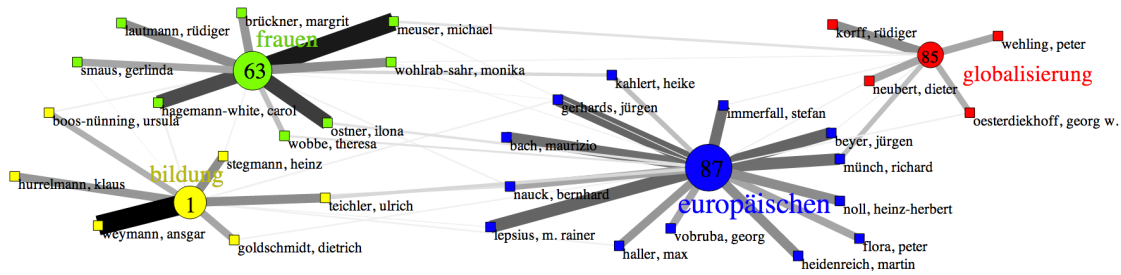 brückner, margrit
lautmann, rüdiger
meuser, michael
korff, rüdiger
wehling, peter
frauen
63
85
smaus, gerlinda
wohlrab-sahr, monika
globalisierung
kahlert, heike
neubert, dieter
hagemann-white, carol
gerhards, jürgen
immerfall, stefan
boos-nünning, ursula
ostner, ilona
oesterdiekhoff, georg w.
wobbe, theresa
bach, maurizio
beyer, jürgen
stegmann, heinz
87
münch, richard
bildung
hurrelmann, klaus
nauck, bernhard
1
teichler, ulrich
europäischen
noll, heinz-herbert
weymann, ansgar
lepsius, m. rainer
vobruba, georg
goldschmidt, dietrich
haller, max
flora, peter
heidenreich, martin